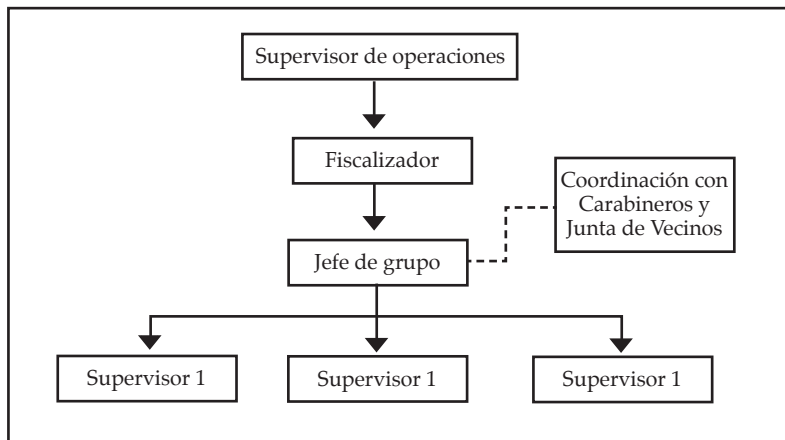 Supervisor de operaciones
Fiscalizador
Coordinación con
Carabineros y
Junta de Vecinos
Jefe de grupo
Supervisor 1
Supervisor 1
Supervisor 1